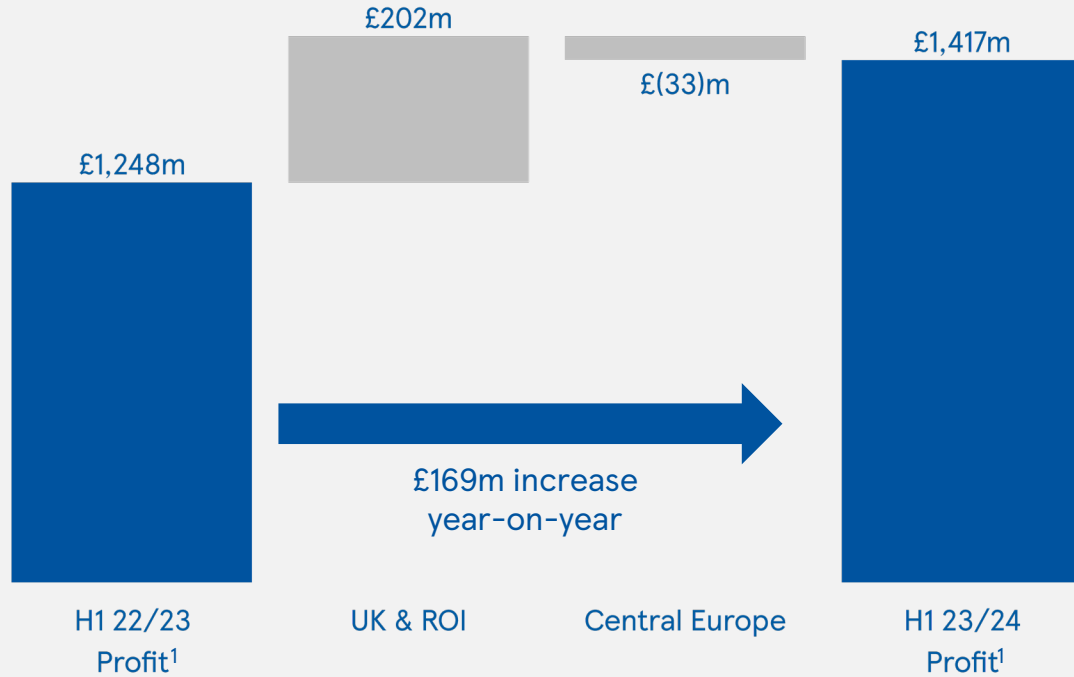 £202m
£1,417m
£(33)m
£1,248m
£169m increase
year-on-year
H1 22/23
Profit¹
UK & ROI
Central Europe
H1 23/24
Profit¹